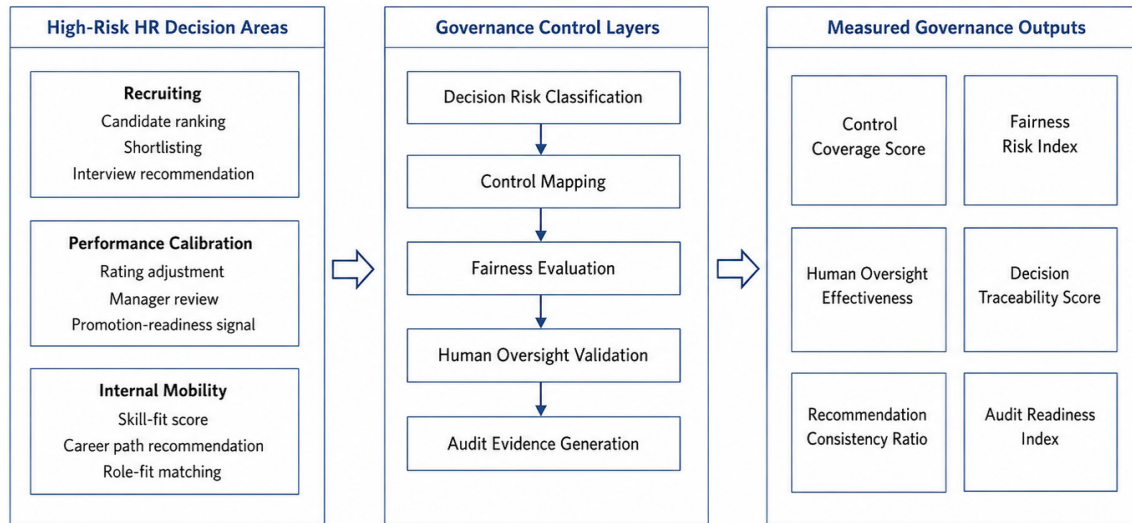 High-Risk HR Decision Areas
Recruiting
Candidate ranking
Shortlisting
Interview recommendation
Performance Calibration
Rating adjustment
Manager review
Promotion-readiness signal
Internal Mobility
Skill-fit score
Career path recommendation
Role-fit matching
Governance Control Layers
Decision Risk Classification
Control Mapping
Fairness Evaluation
Human Oversight Validation
Audit Evidence Generation
Measured Governance Outputs
Control
Coverage Score
Fairness
Risk Index
Human Oversight
Effectiveness
Decision
Traceability Score
Recommendation
Consistency Ratio
Audit Readiness
Index